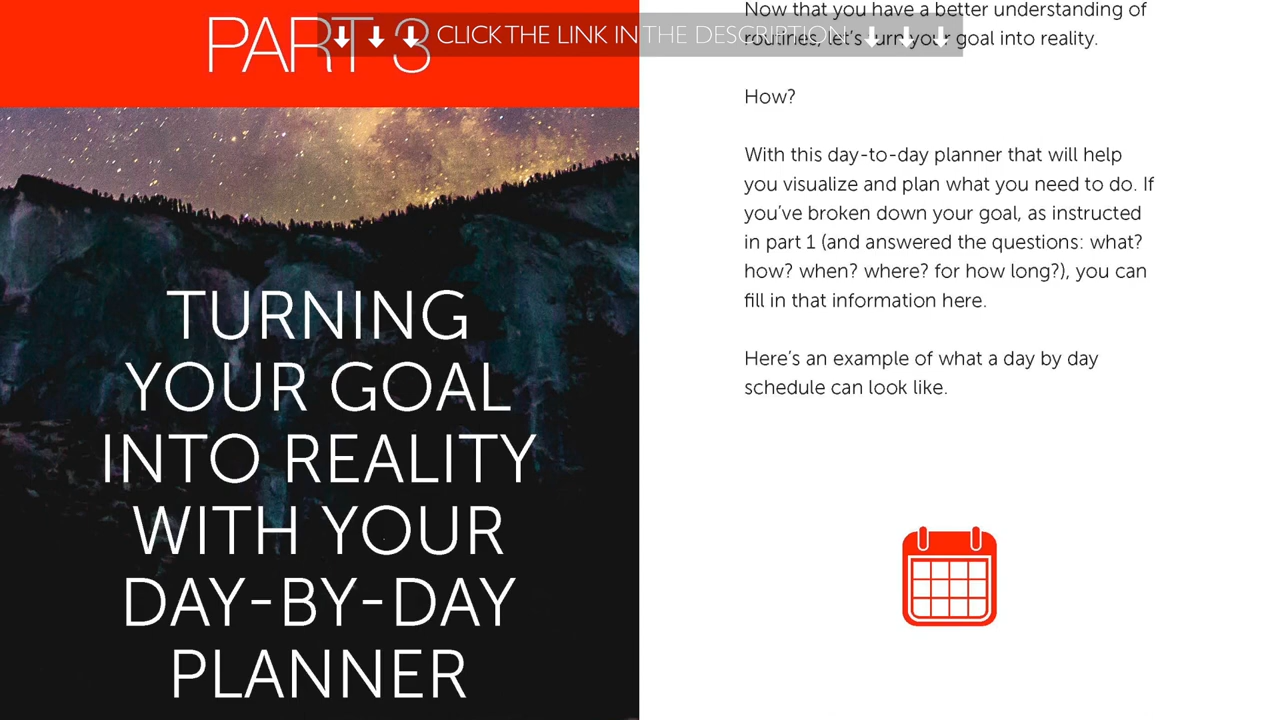 PART 3
CLICK THE LINK IN THE DESCRIPTION
TURNING
YOUR GOAL
INTO REALITY
WITH YOUR
DAY-BY-DAY
PLANNER
Now that you have a better understanding of
routines, let's turn your goal into reality.
How?
With this day-to-day planner that will help
you visualize and plan what you need to do. If
you've broken down your goal, as instructed
in part 1 (and answered the questions: what?
how? when? where? for how long?), you can
fill in that information here.
Here's an example of what a day by day
schedule can look like.